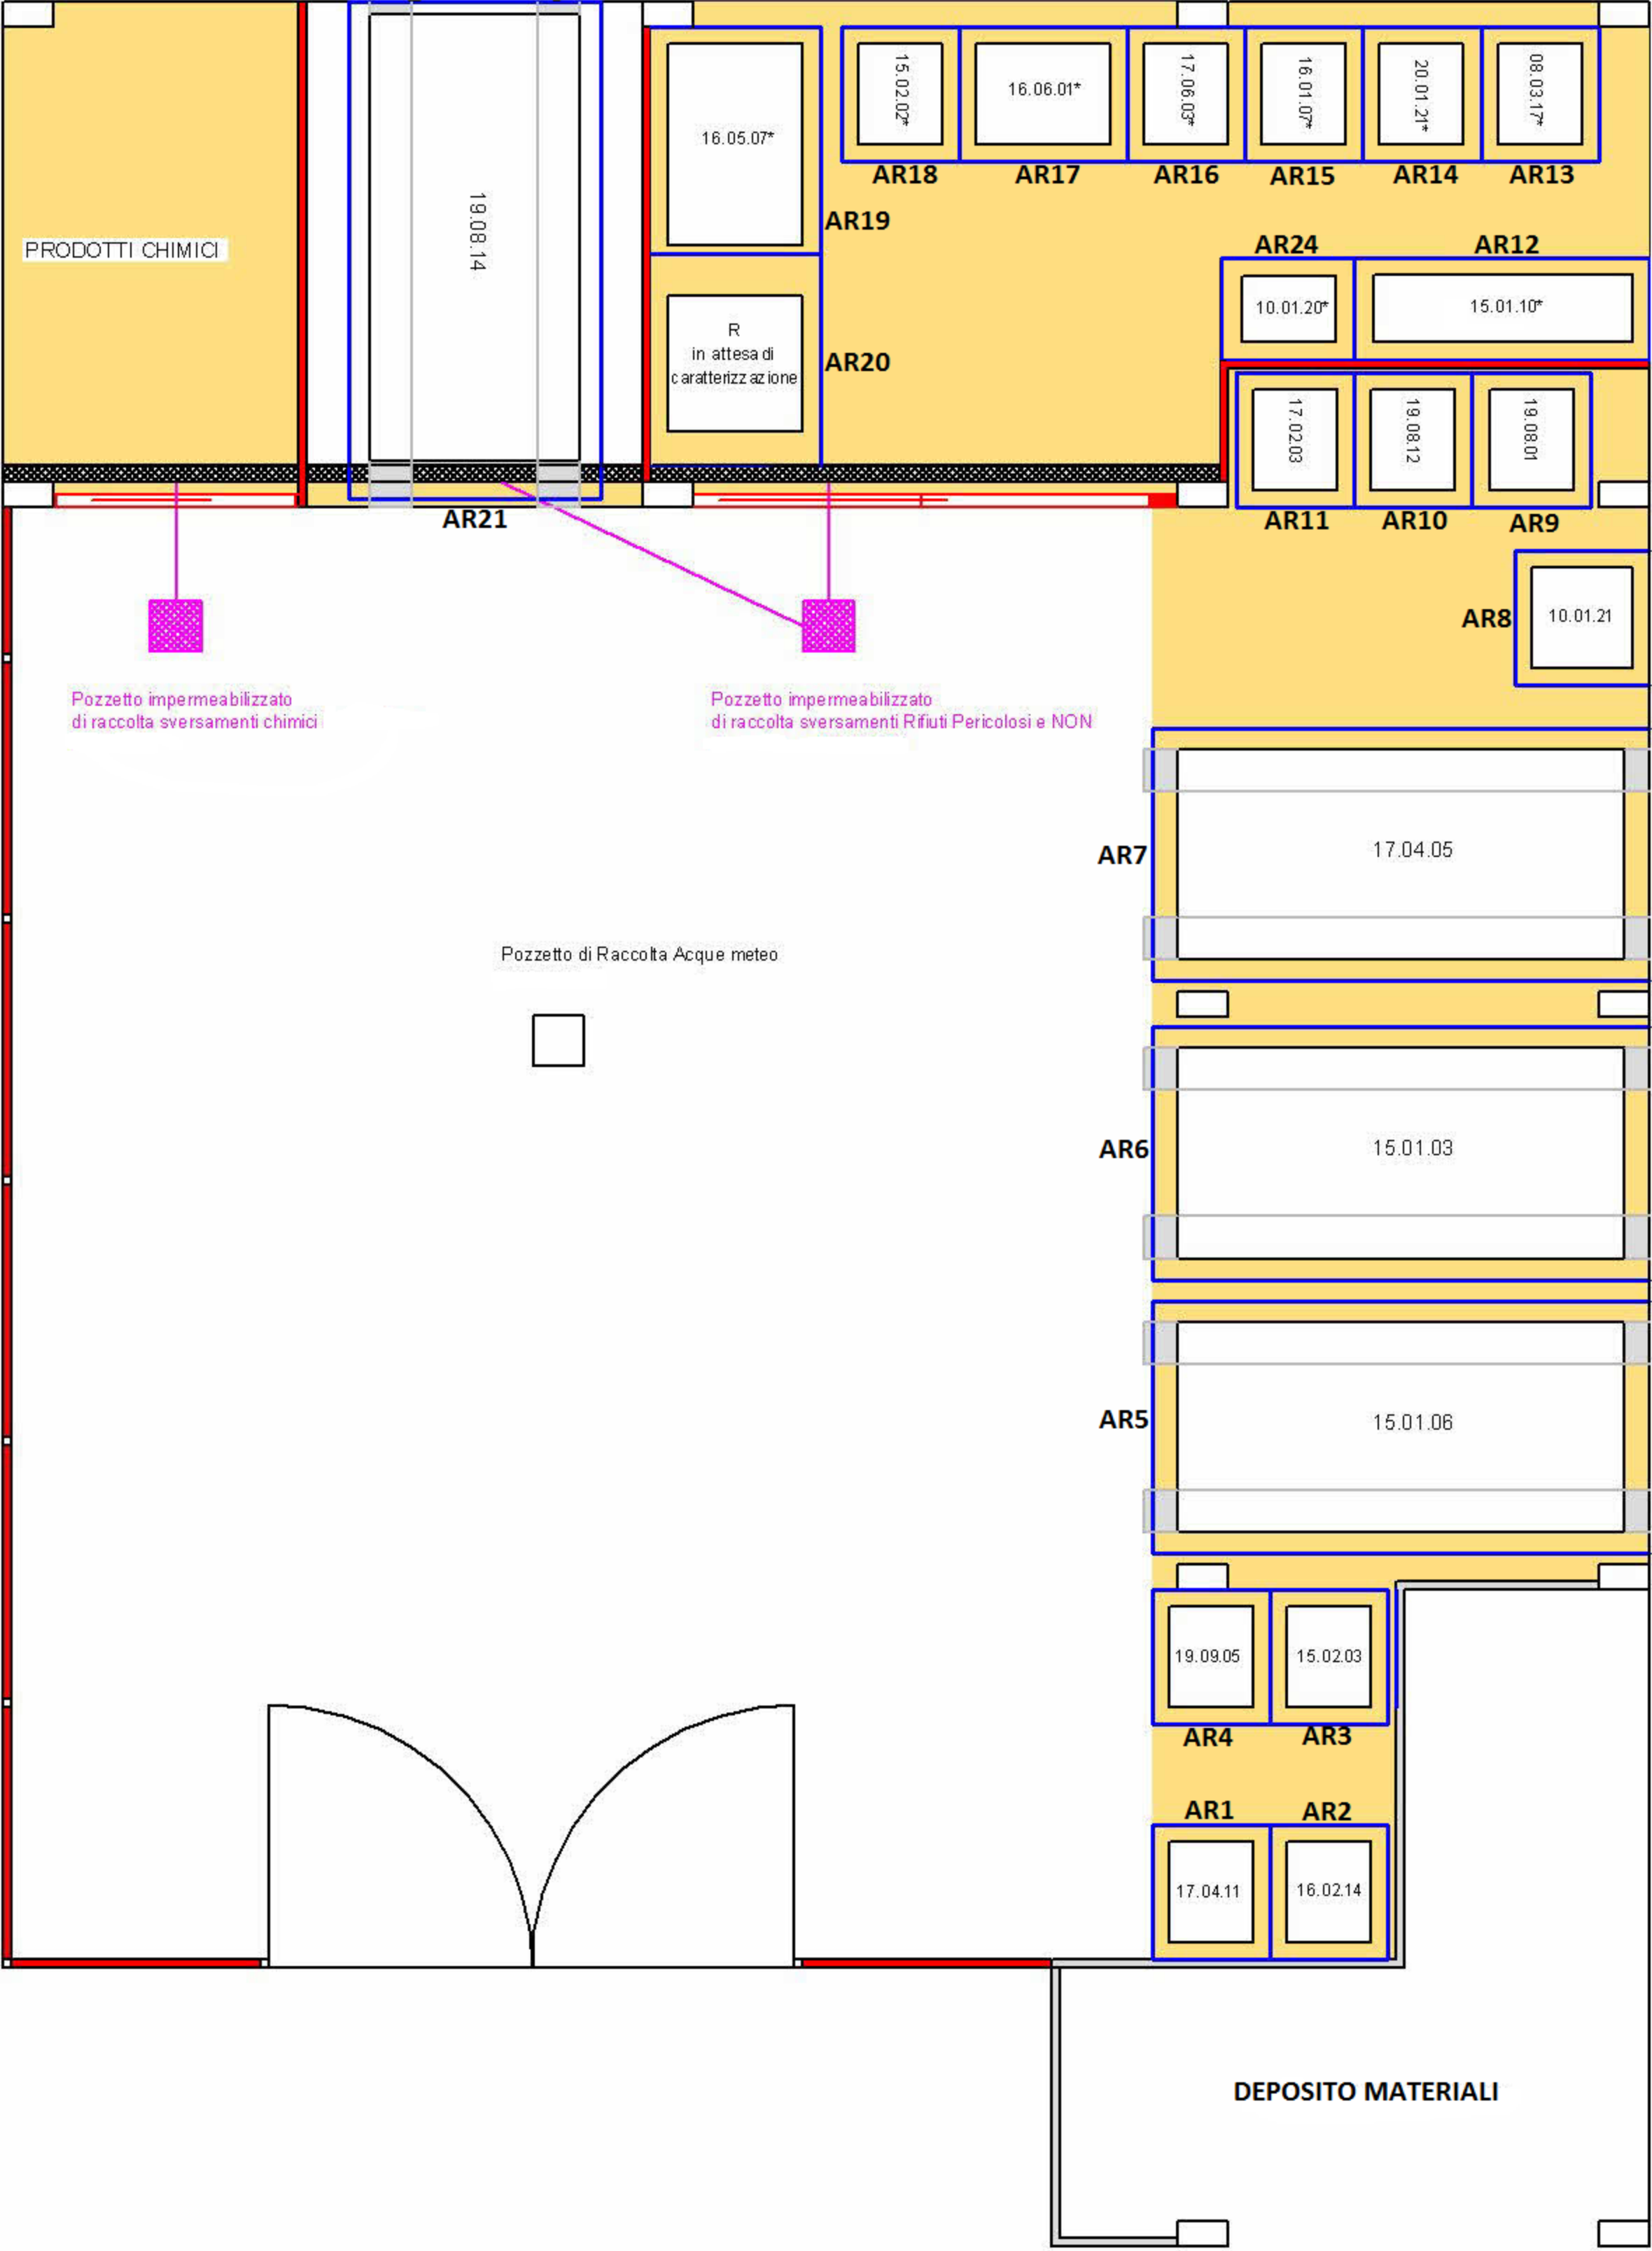 15.02.02*
16.06.01*
17.06.03*
16.01.07*
20.01.21*
08.03.17*
16.05.07*
AR18
AR17
AR16
AR15
AR14
AR13
19.08.14
AR19
PRODOTTI CHIMICI
AR24
AR12
10.01.20*
15.01.10*
R
in attesa di
caratterizzazione
AR20
17.02.03
19.08.12
19.08.01
AR21
AR11
AR10
AR9
AR8
10.01.21
Pozzetto impermeabilizzato
di raccolta sversamenti chimici
Pozzetto impermeabilizzato
di raccolta sversamenti Rifiuti Pericolosi e NON
AR7
17.04.05
Pozzetto di Raccolta Acque meteo
AR6
15.01.03
AR5
15.01.06
19.09.05
15.02.03
AR4
AR3
AR1
AR2
17.04.11
16.02.14
DEPOSITO MATERIALI